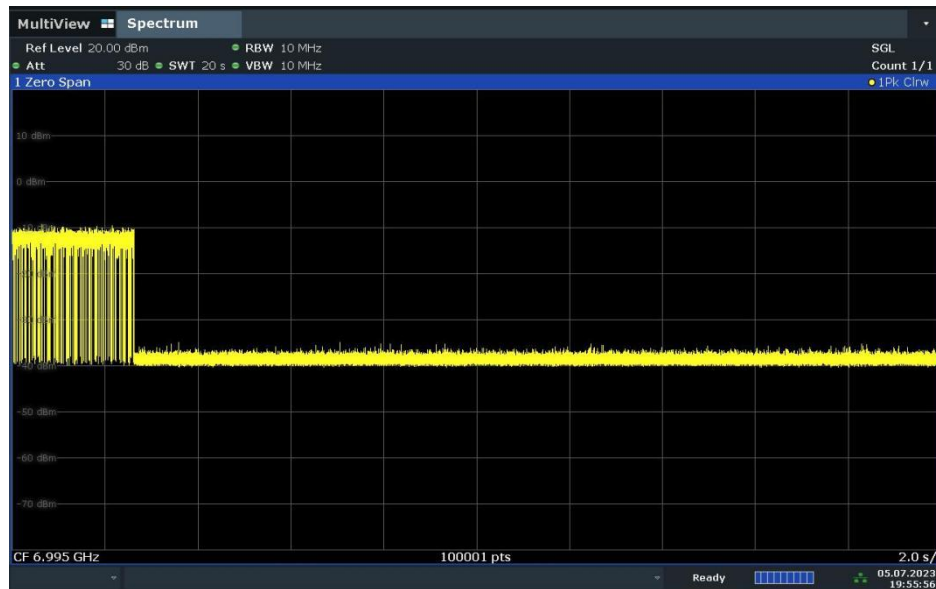 MultiView Spectrum
Ref Level 20.00 dBm RBW 10 MHz SGL
Att 30 dB SWT 20 s VBW 10 MHz Count 1/1
1 Zero Span 1Pk Clrw
10 dBm
0 dBm
-40 dBm
-50 dBm
-60 dBm
-70 dBm
CF 6.995 GHz 100001 pts 2.0 s/
Ready 05.07.2023
19:55:56